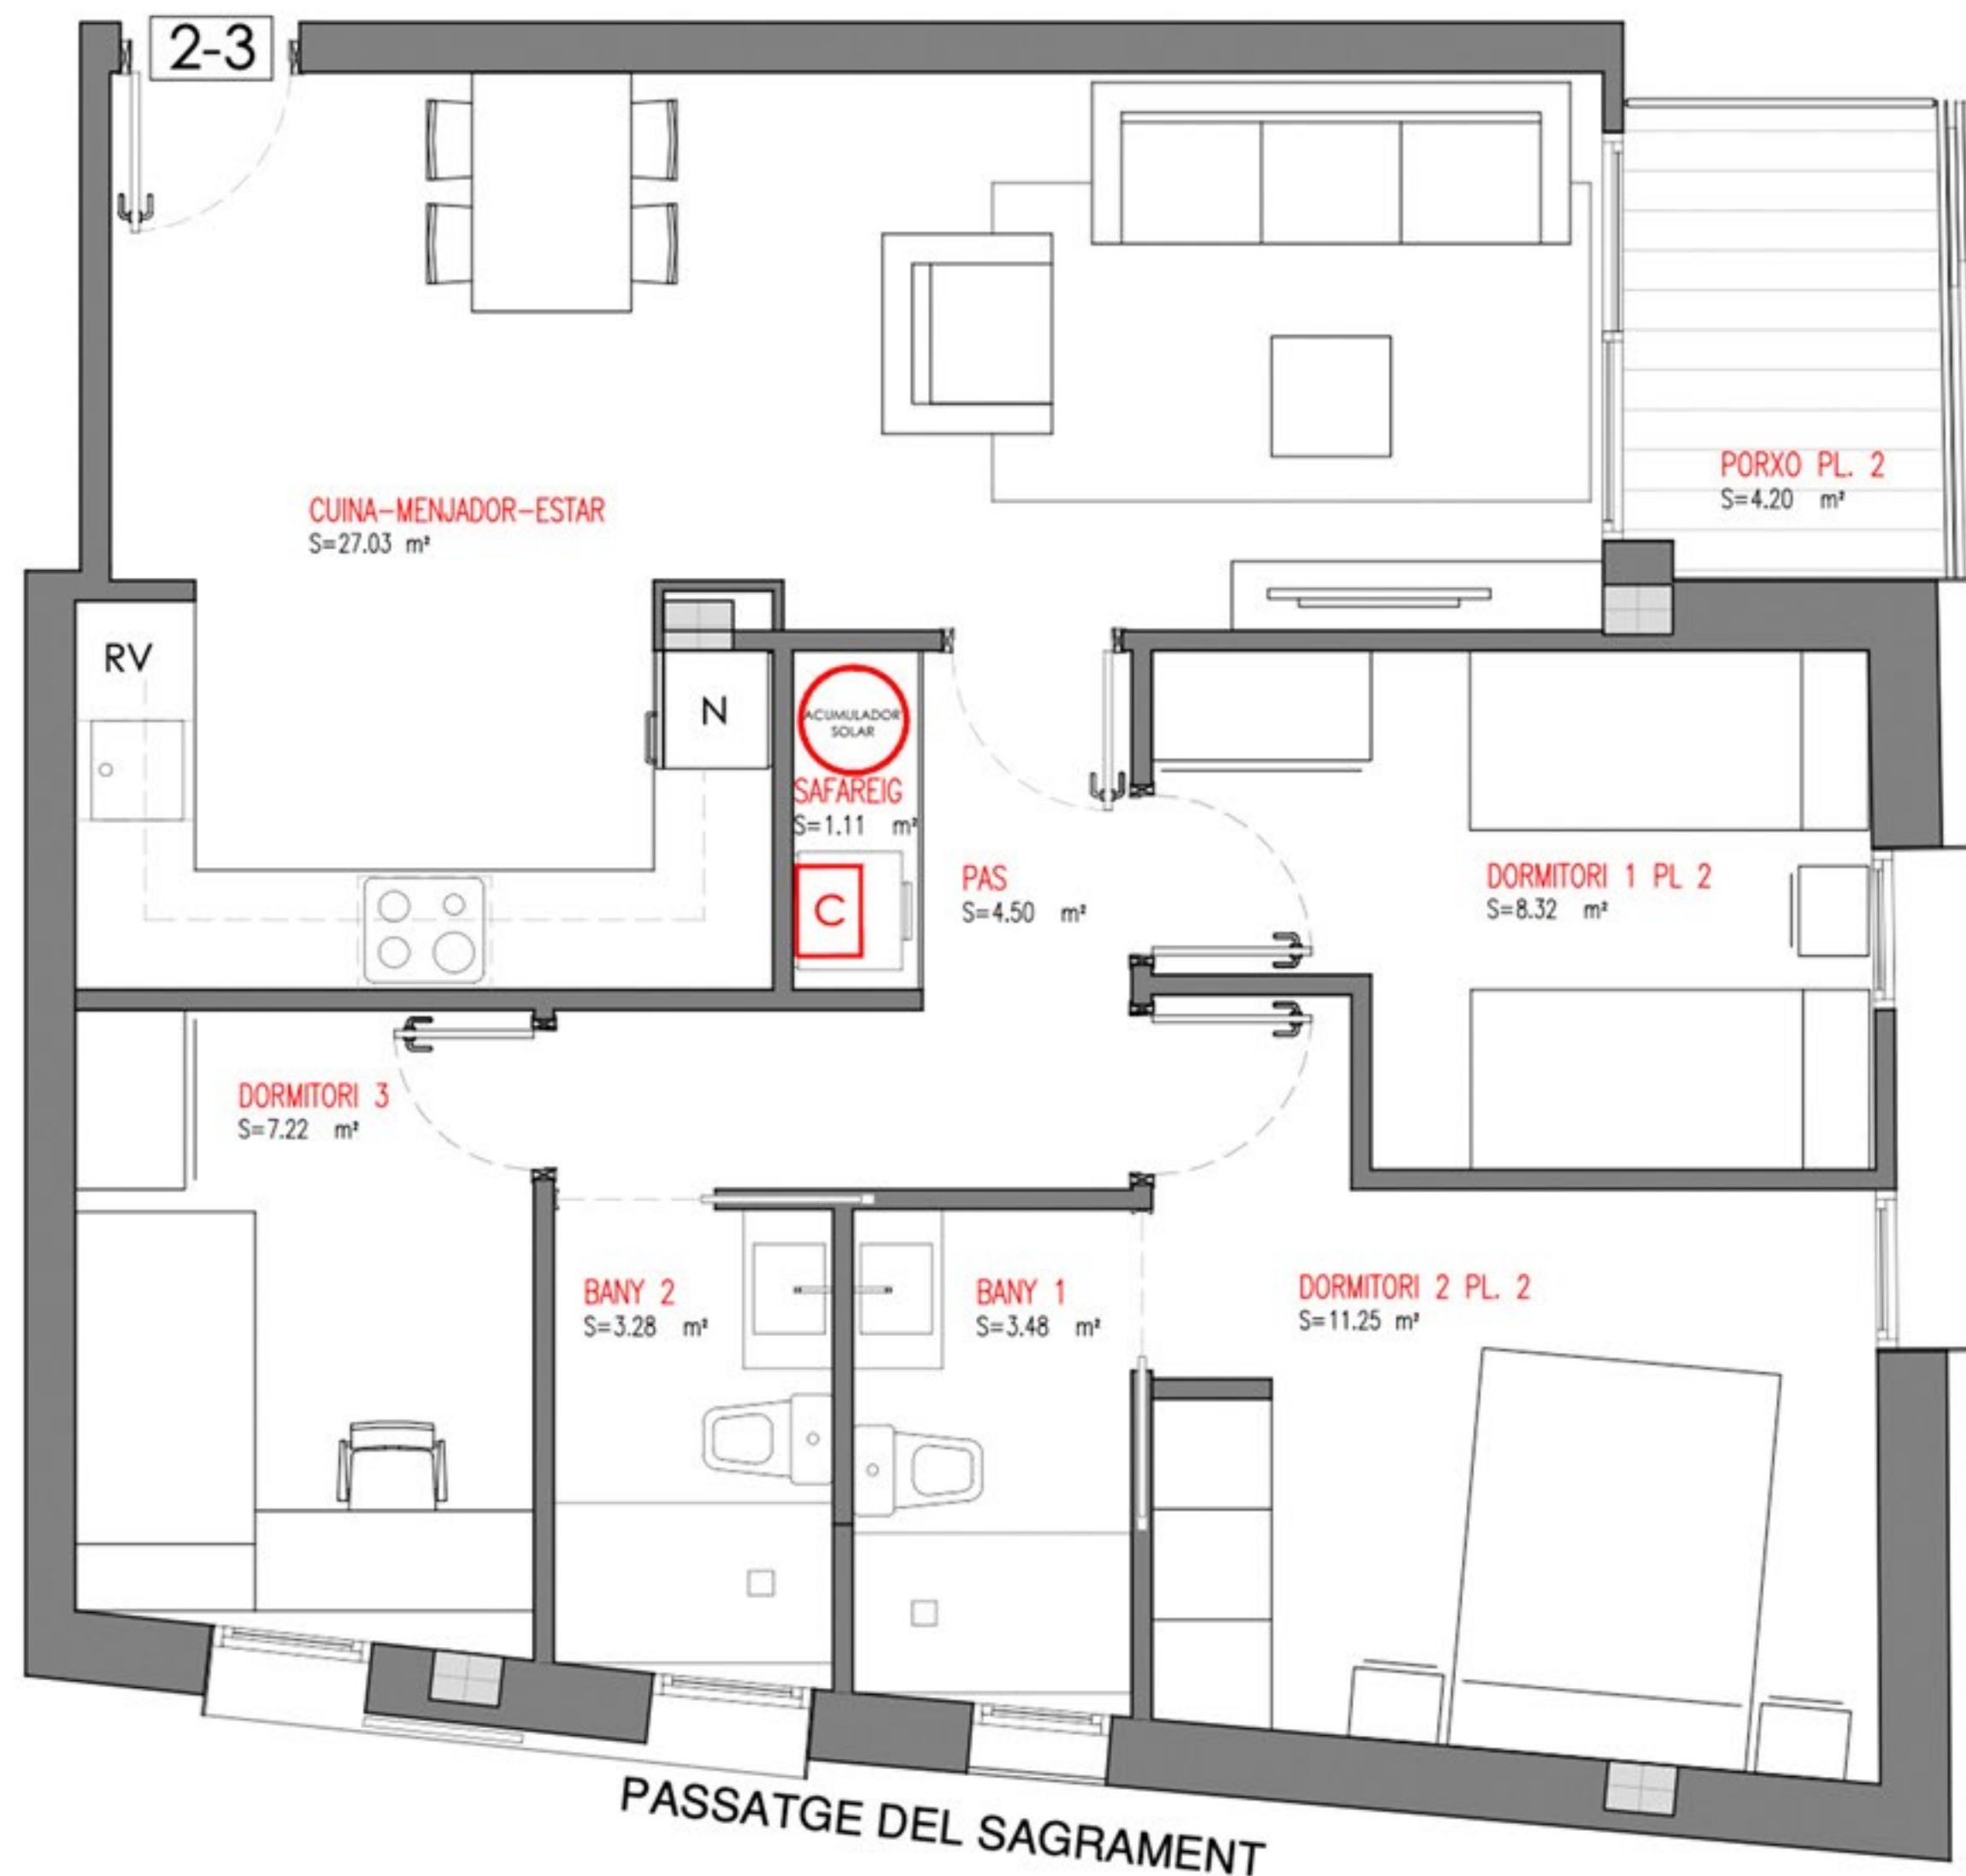 2-3
CUINA-MENJADOR-ESTAR
S=27.03 m²
PORXO PL. 2
S=4.20 m²
RV
N
ACUMULADOR
SOLAR
SAFAREIG
S=1.11 m²
C
PAS
S=4.50 m²
DORMITORI 1 PL 2
S=8.32 m²
DORMITORI 3
S=7.22 m²
BANY 2
S=3.28 m²
BANY 1
S=3.48 m²
DORMITORI 2 PL. 2
S=11.25 m²
PASSATGE DEL SAGRAMENT